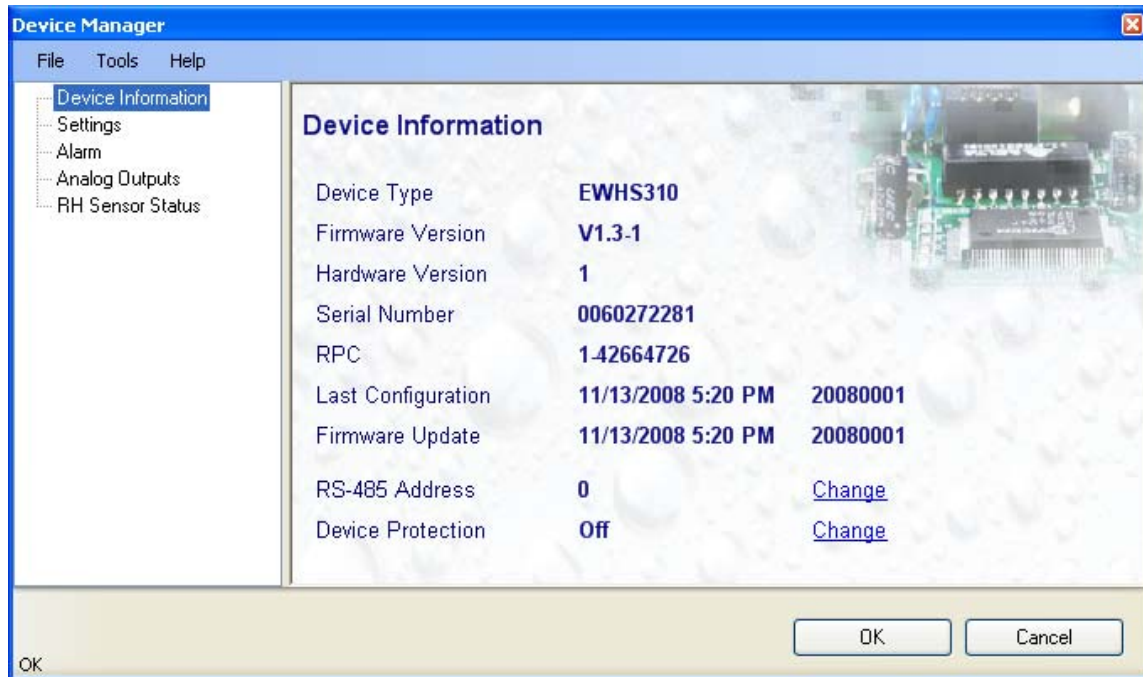 Device Manager
File Tools Help
Device Information
Settings
Alarm
Analog Outputs
RH Sensor Status
Device Information
Device Type EWHS310
Firmware Version V1.3-1
Hardware Version 1
Serial Number 0060272281
RPC 1-42664726
Last Configuration 11/13/2008 5:20 PM 20080001
Firmware Update 11/13/2008 5:20 PM 20080001
RS-485 Address 0 Change
Device Protection Off Change
OK Cancel
OK